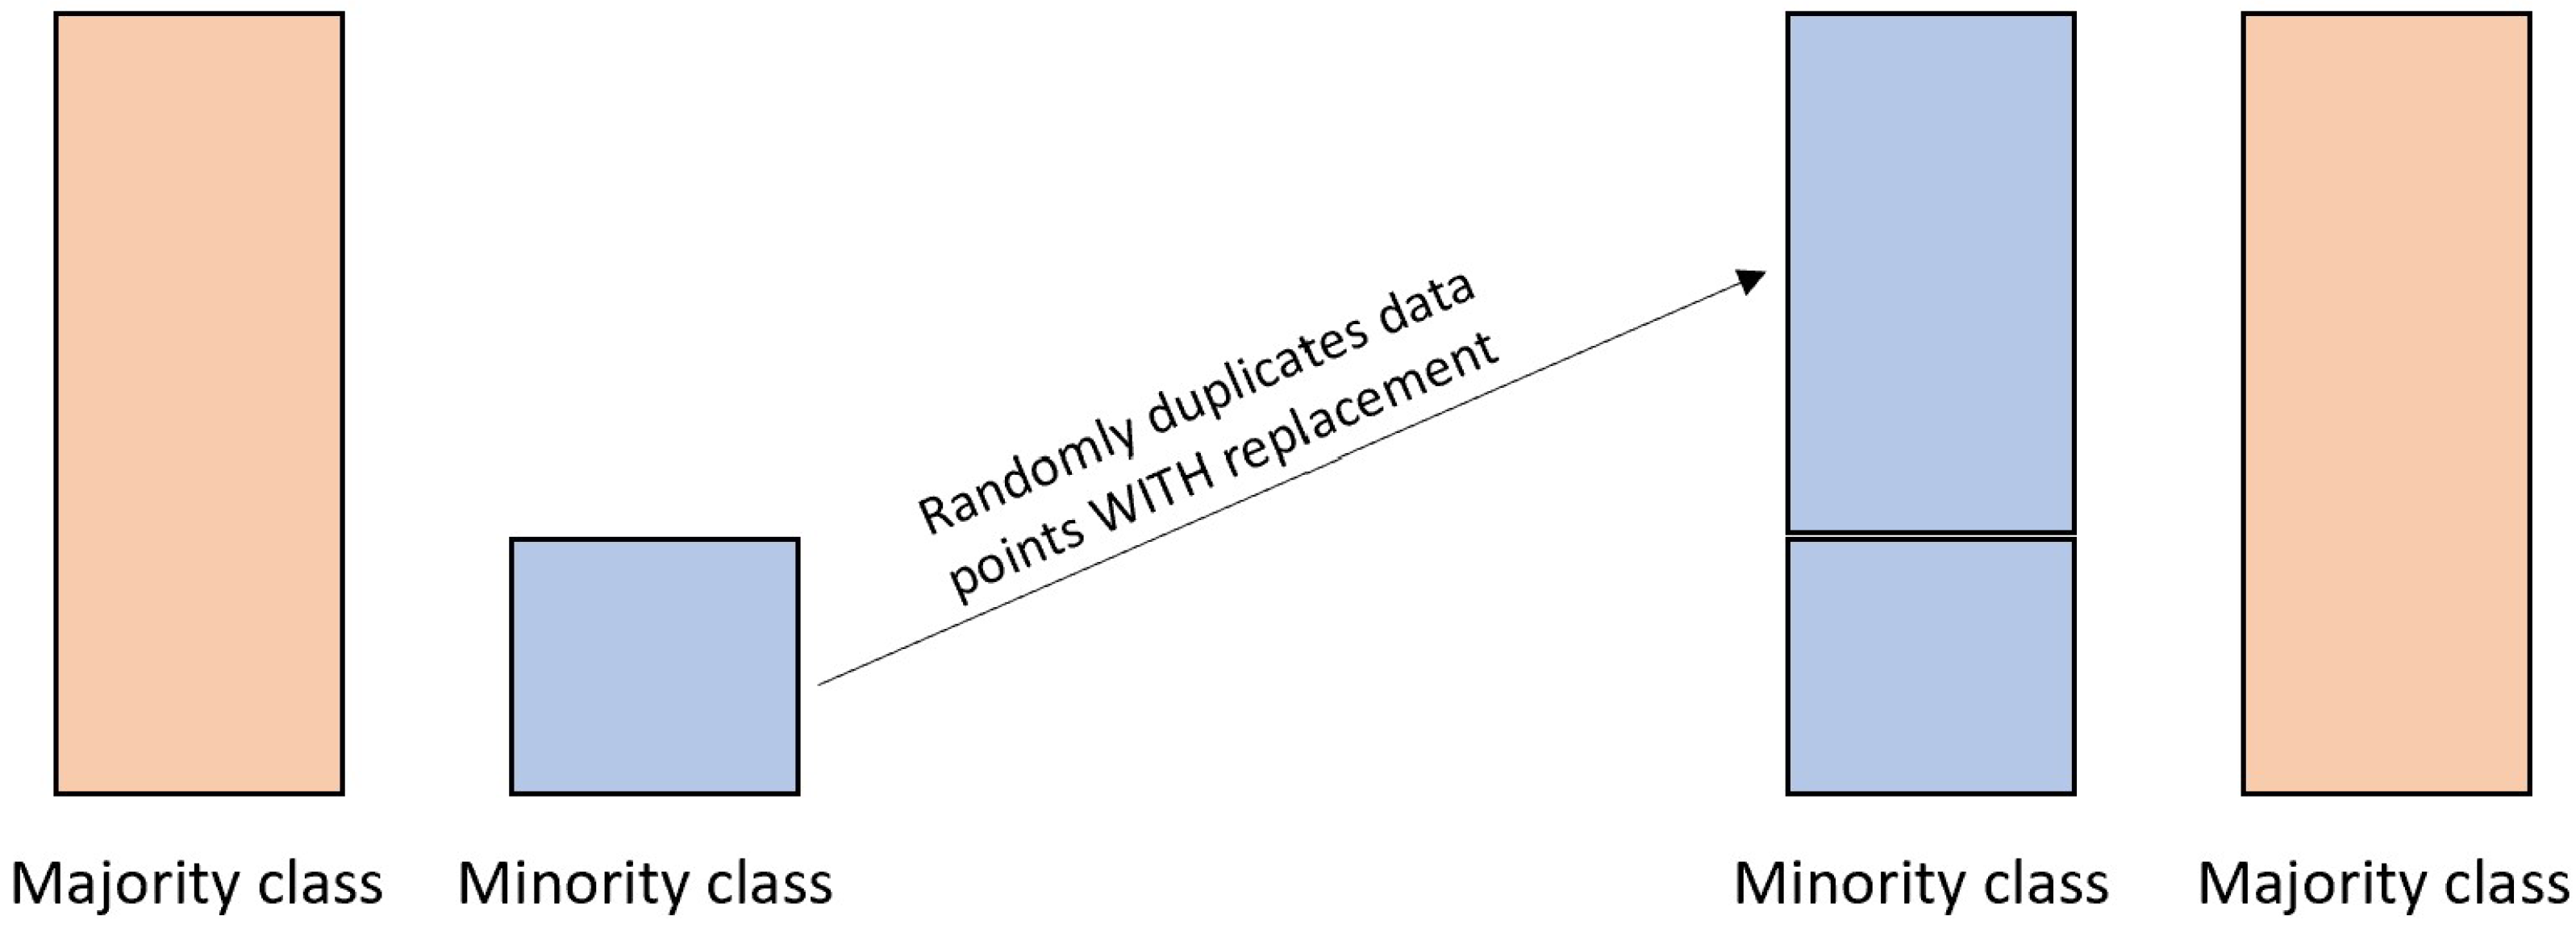 Randomly duplicates data
points WITH replacement
Majority class
Minority class
Minority class
Majority class